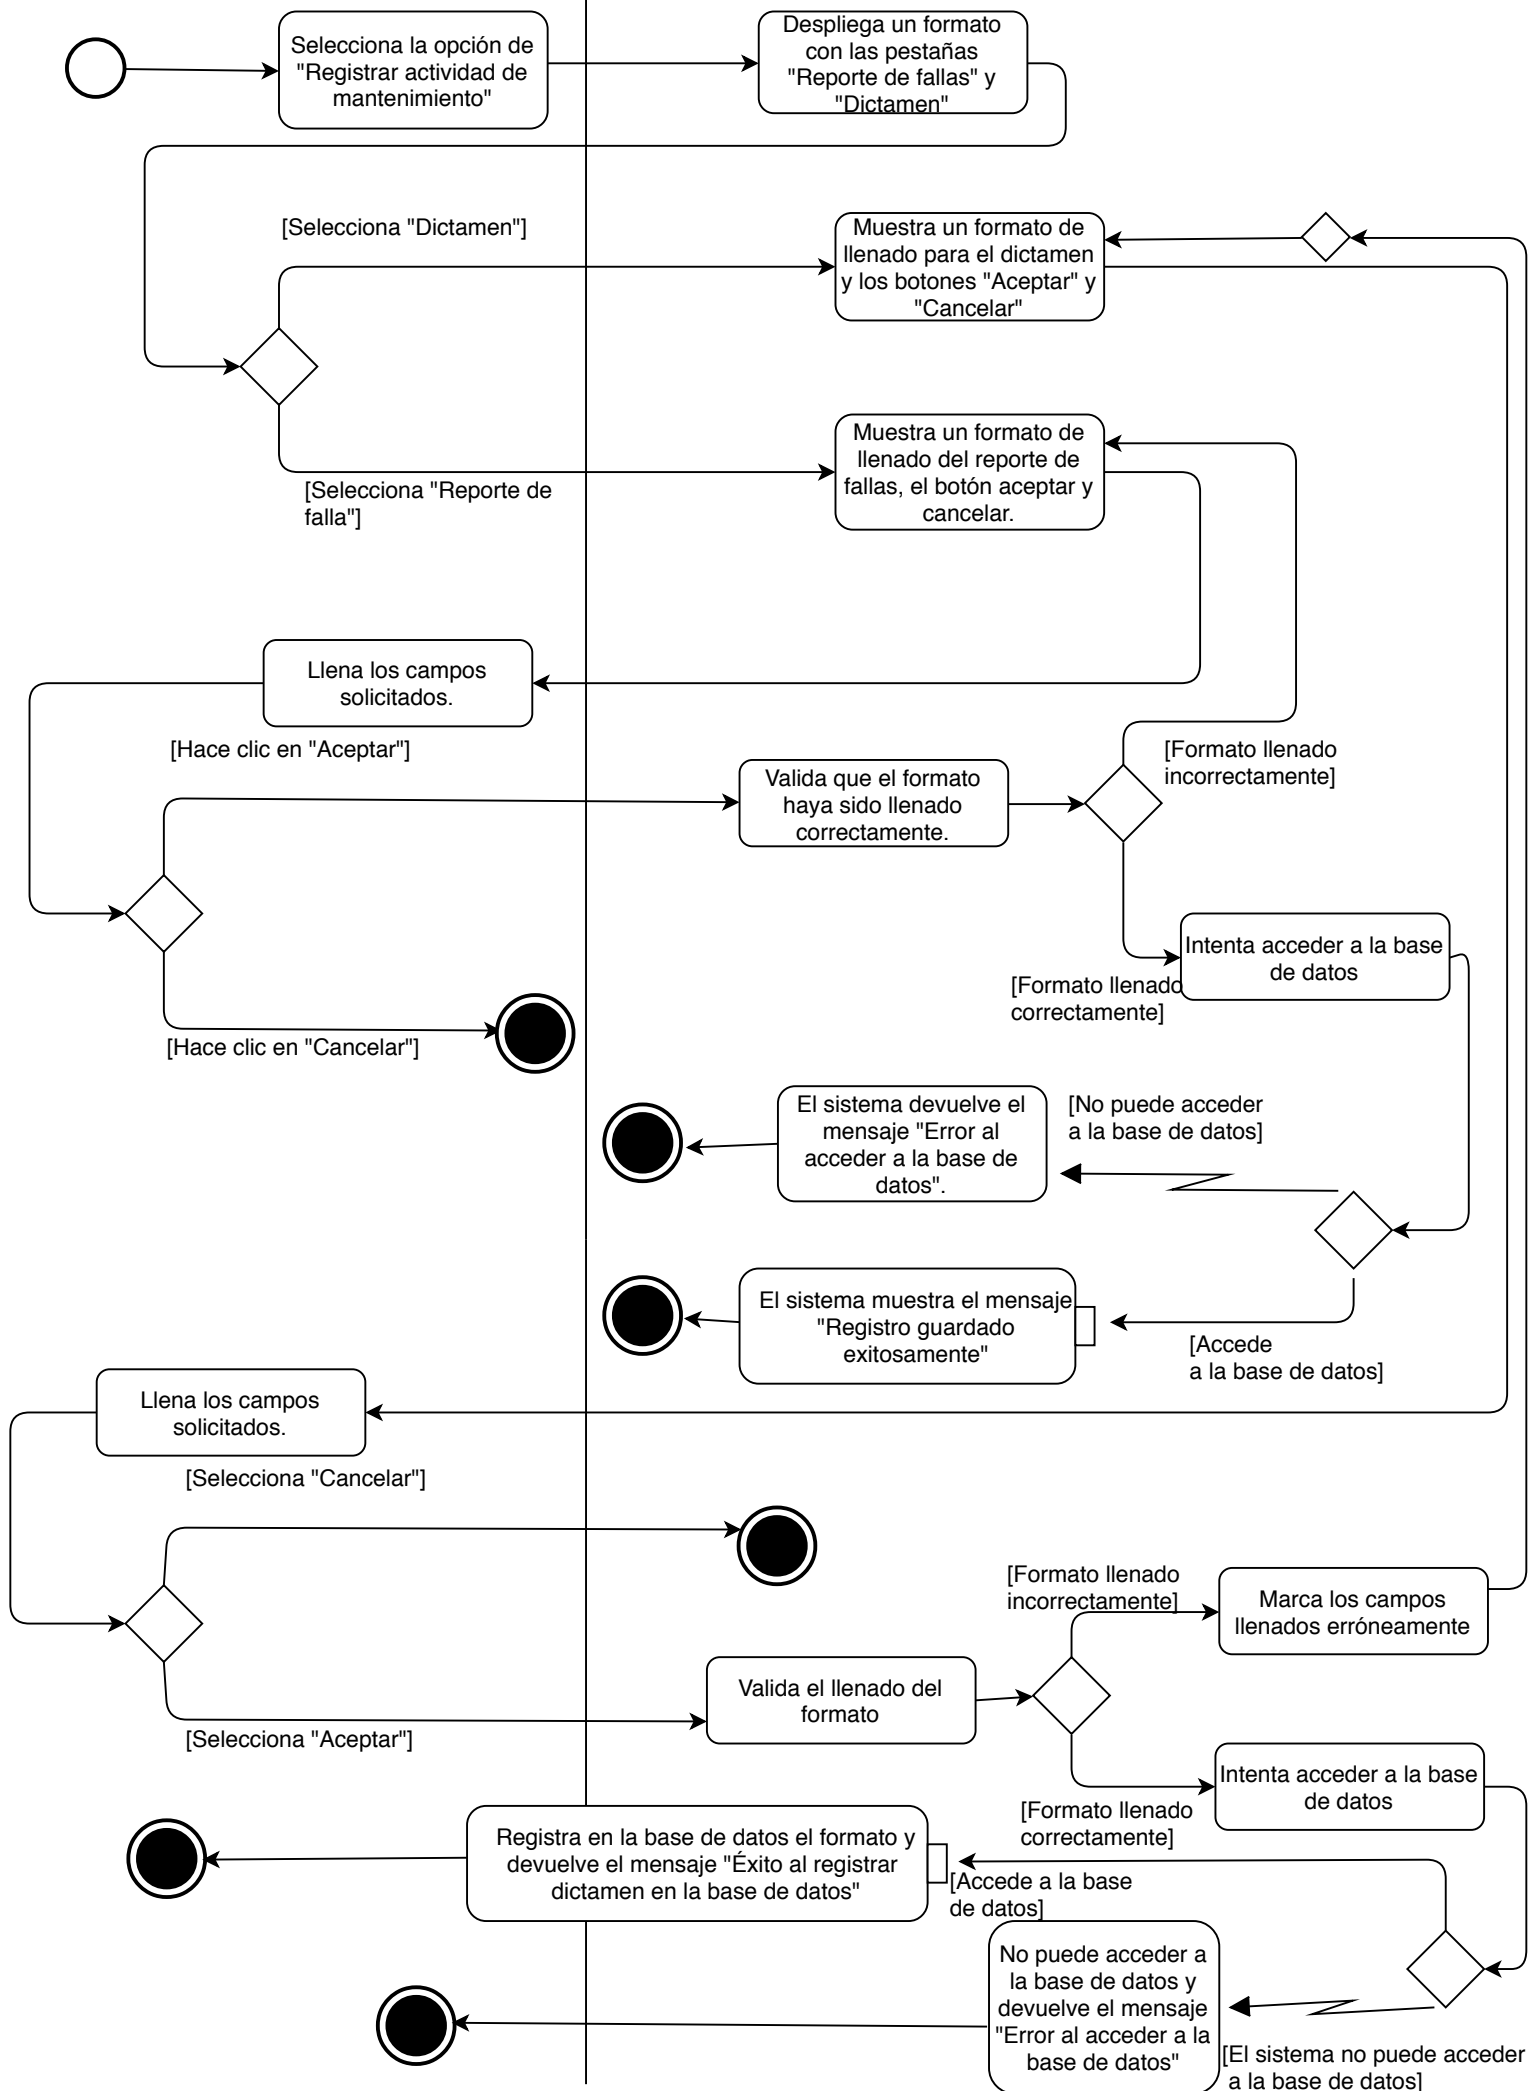 Selecciona la opción de
"Registrar actividad de
mantenimiento"
Despliega un formato
con las pestañas
"Reporte de fallas" y
"Dictamen"
[Selecciona "Dictamen"]
Muestra un formato de
llenado para el dictamen
y los botones "Aceptar" y
"Cancelar"
[Selecciona "Reporte de
falla"]
Muestra un formato de
llenado del reporte de
fallas, el botón aceptar y
cancelar.
Llena los campos
solicitados.
[Hace clic en "Aceptar"]
Valida que el formato
haya sido llenado
correctamente.
[Formato llenado
incorrectamente]
Intenta acceder a la base
de datos
[Formato llenado
correctamente]
[Hace clic en "Cancelar"]
El sistema devuelve el
mensaje "Error al
acceder a la base de
datos".
[No puede acceder
a la base de datos]
El sistema muestra el mensaje
"Registro guardado
exitosamente"
[Accede
a la base de datos]
Llena los campos
solicitados.
[Selecciona "Cancelar"]
[Formato llenado
incorrectamente]
Marca los campos
llenados erróneamente
Valida el llenado del
formato
[Selecciona "Aceptar"]
Intenta acceder a la base
de datos
[Formato llenado
correctamente]
Registra en la base de datos el formato y
devuelve el mensaje "Éxito al registrar
dictamen en la base de datos"
[Accede a la base
de datos]
No puede acceder a
la base de datos y
devuelve el mensaje
"Error al acceder a la
base de datos"
[El sistema no puede acceder
a la base de datos]